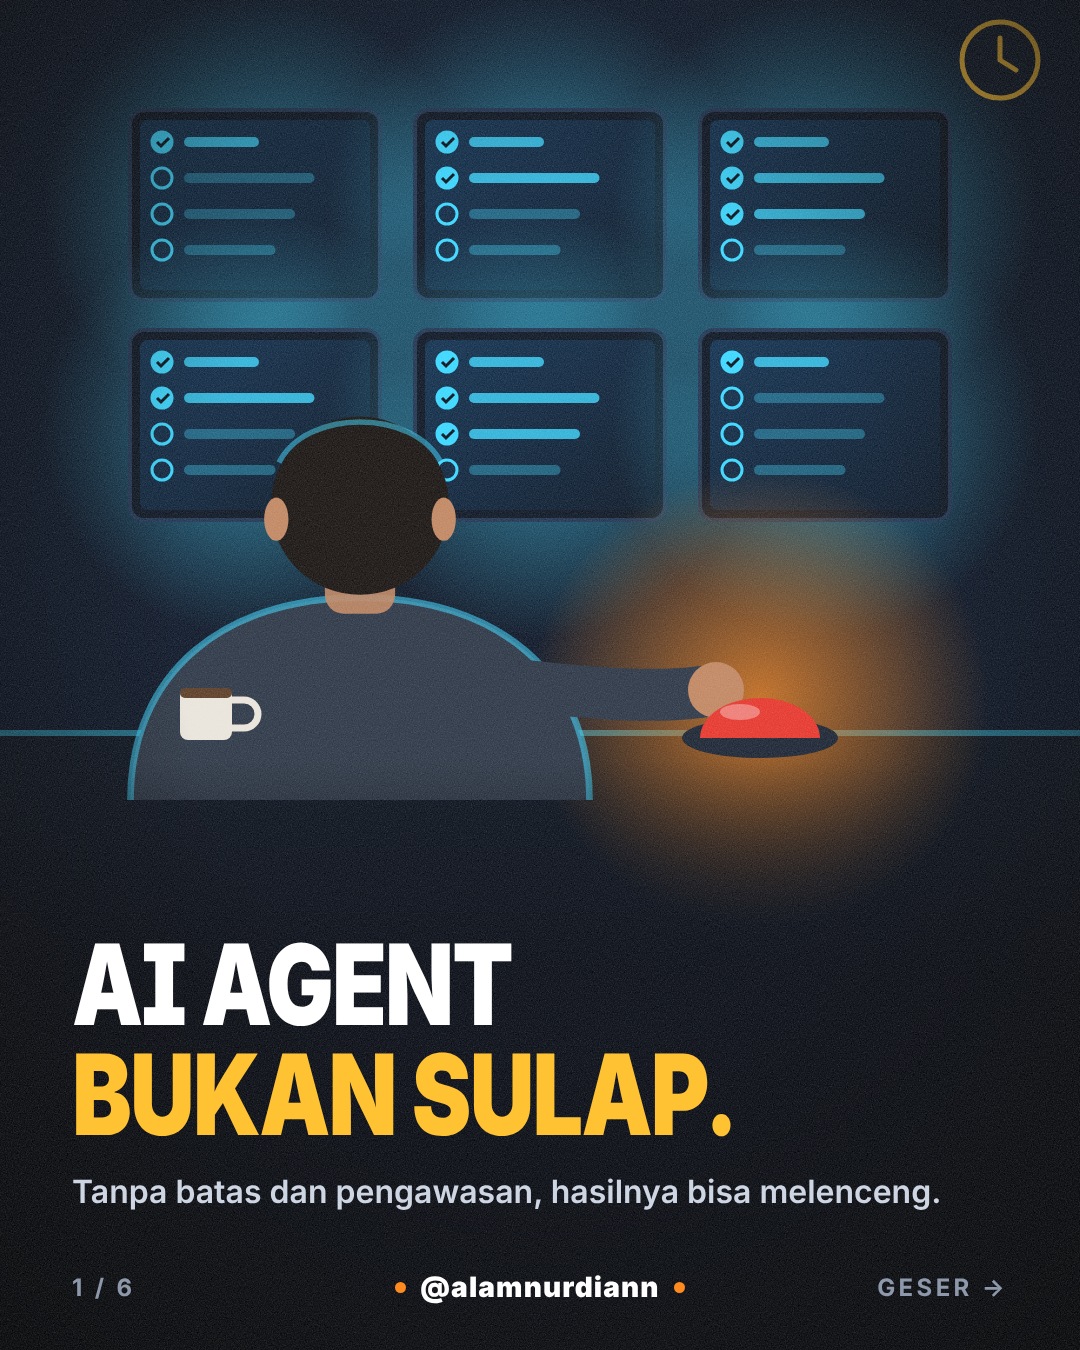 AI AGENT
BUKAN SULAP.
Tanpa batas dan pengawasan, hasilnya bisa melenceng.
1 / 6
• @alamnurdiann •
GESER →